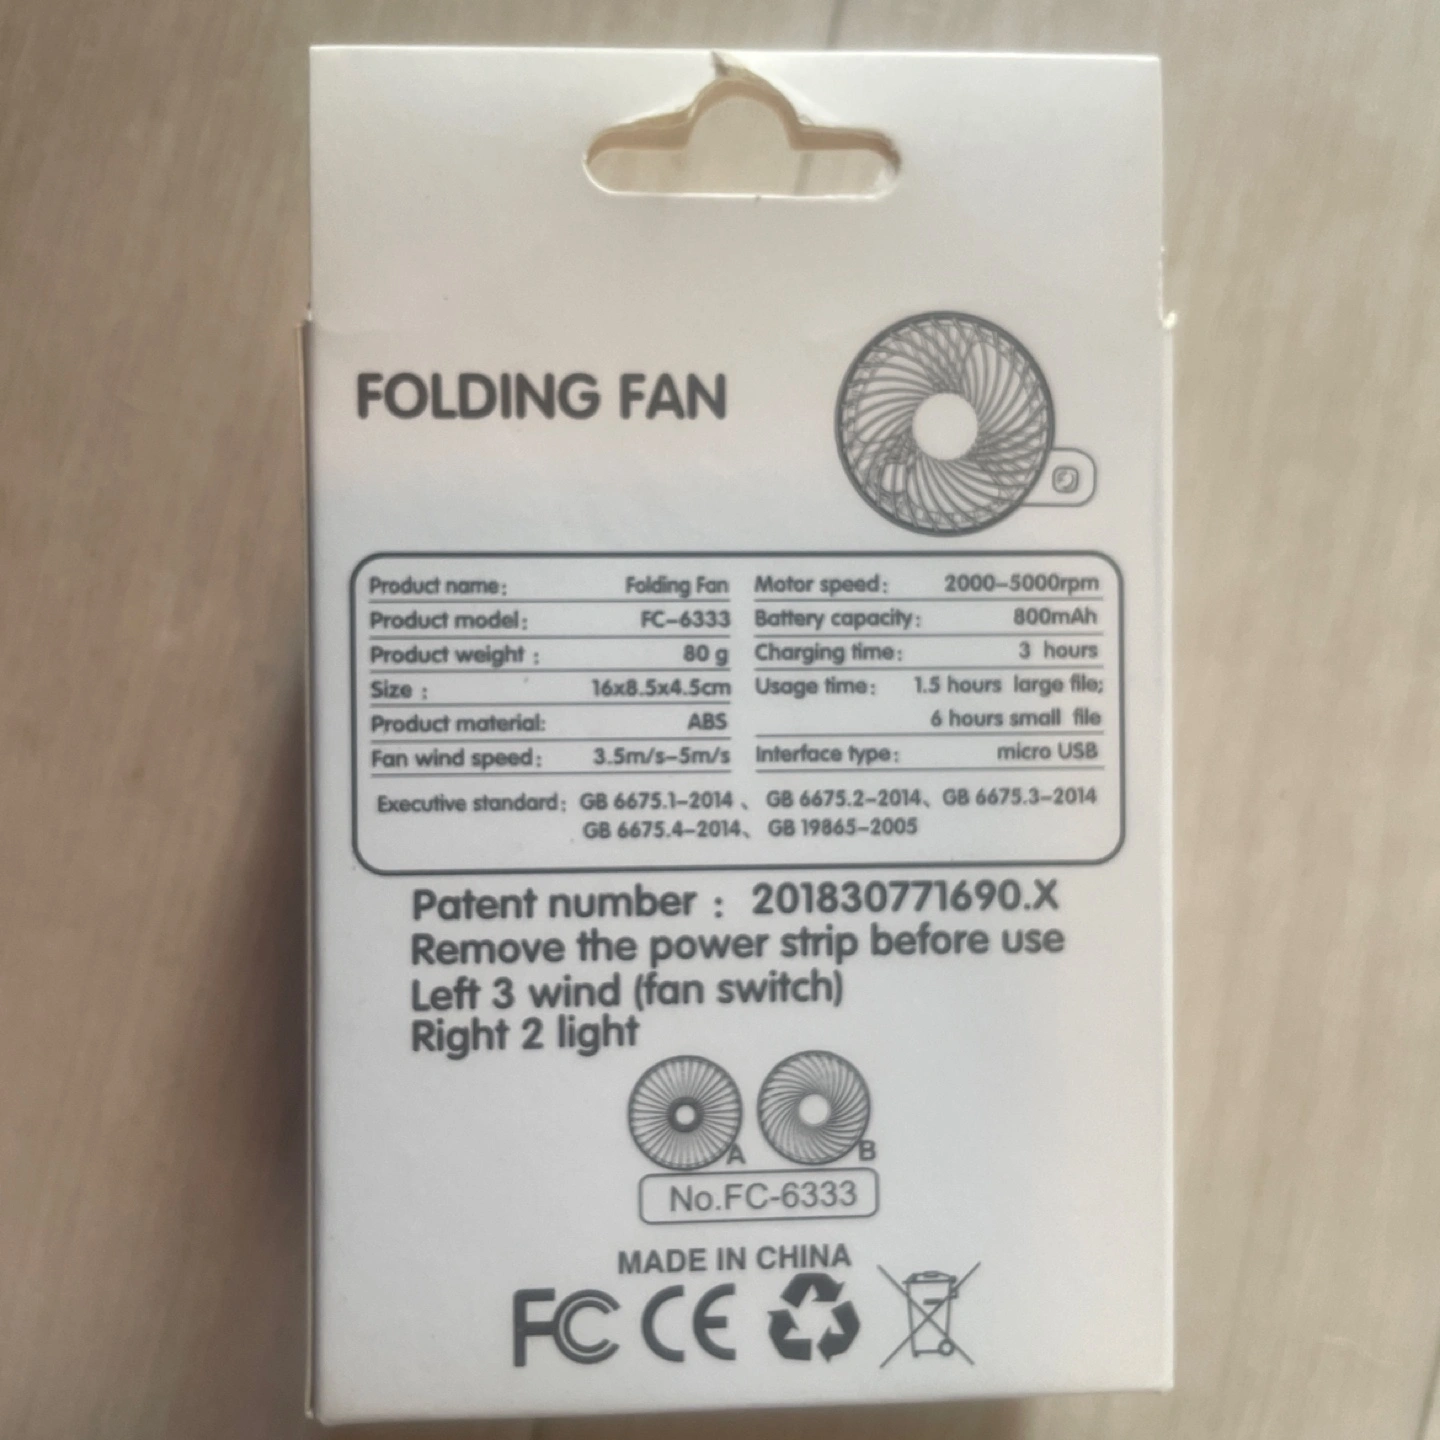 FOLDING FAN
Product name: Folding Fan
Product model: FC-6333
Product weight : 80 g
Size : 16x8.5x4.5cm
Product material: ABS
Fan wind speed: 3.5m/s-5m/s
Motor speed: 2000-5000rpm
Battery capacity: 800mAh
Charging time: 3 hours
Usage time: 1.5 hours large file;
6 hours small file
Interface type: micro USB
Executive standard: GB 6675.1-2014、 GB 6675.2-2014、GB 6675.3-2014
GB 6675.4-2014、 GB 19865-2005
Patent number : 201830771690.X
Remove the power strip before use
Left 3 wind (fan switch)
Right 2 light
A B
No.FC-6333
MADE IN CHINA
FC CE